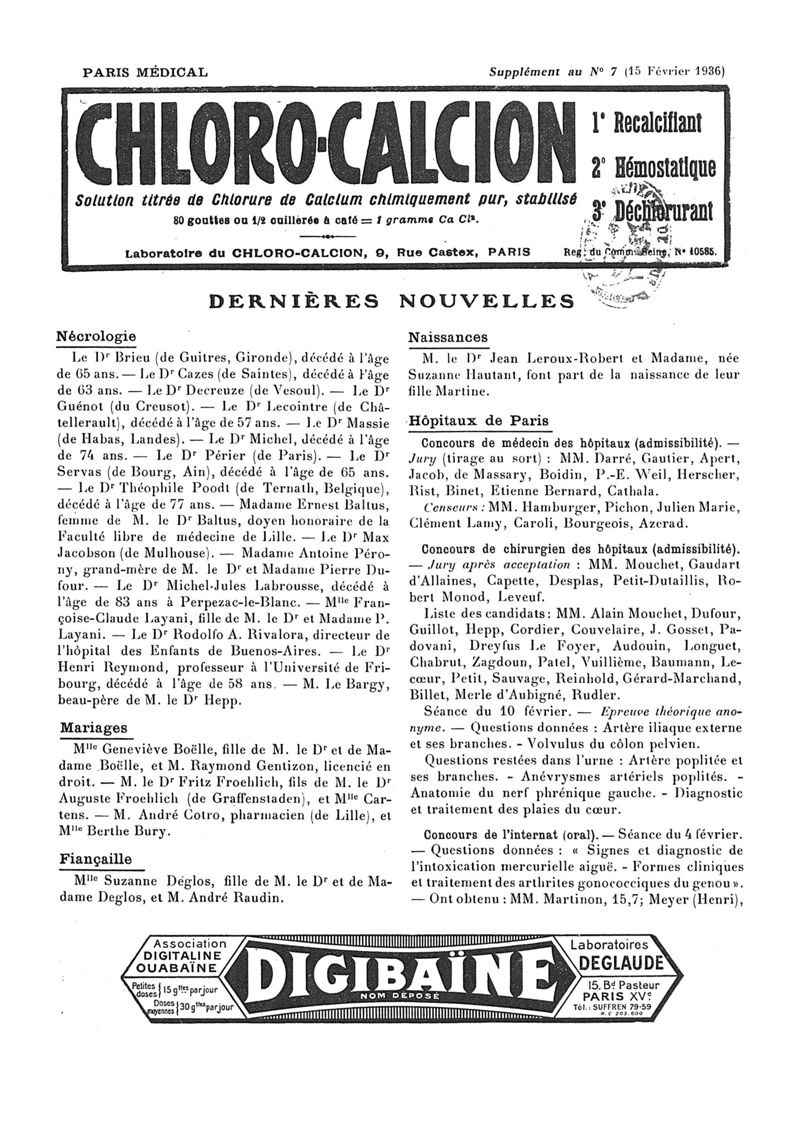 PARIS MÉDICAL
Supplément au N° 7 (15 Février 1936)
CHLORO-CALCION
1° Recalcifiant
2° Hémostatique
3° Déchlorurant
Solution titrée de Chlorure de Calcium chimiquement pur, stabilisé
80 gouttes ou 1/2 cuillerée à café = 1 gramme Ca Cl².
Laboratoire du CHLORO-CALCION, 9, Rue Castex, PARIS
Reg. du Comm. Seine, N° 10585.
DERNIÈRES NOUVELLES
Nécrologie
Le Dr Brieu (de Guitres, Gironde), décédé à l'âge
de 65 ans. — Le Dr Cazes (de Saintes), décédé à l'âge
de 63 ans. — Le Dr Decreuze (de Vesoul). — Le Dr
Guénot (du Creusot). — Le Dr Lecointre (de Châ-
tellerault), décédé à l'âge de 57 ans. — Le Dr Massie
(de Habas, Landes). — Le Dr Michel, décédé à l'âge
de 74 ans. — Le Dr Périer (de Paris). — Le Dr
Servas (de Bourg, Ain), décédé à l'âge de 65 ans.
— Le Dr Théophile Poodt (de Ternath, Belgique),
décédé à l'âge de 77 ans. — Madame Ernest Baltus,
femme de M. le Dr Baltus, doyen honoraire de la
Faculté libre de médecine de Lille. — Le Dr Max
Jacobson (de Mulhouse). — Madame Antoine Péro-
ny, grand-mère de M. le Dr et Madame Pierre Du-
four. — Le Dr Michel-Jules Labrousse, décédé à
l'âge de 83 ans à Perpezac-le-Blanc. — Mlle Fran-
çoise-Claude Layani, fille de M. le Dr et Madame P.
Layani. — Le Dr Rodolfo A. Rivalora, directeur de
l'hôpital des Enfants de Buenos-Aires. — Le Dr
Henri Reymond, professeur à l'Université de Fri-
bourg, décédé à l'âge de 58 ans. — M. Le Bargy,
beau-père de M. le Dr Hepp.
Mariages
Mlle Geneviève Boëlle, fille de M. le Dr et de Ma-
dame Boëlle, et M. Raymond Gentizon, licencié en
droit. — M. le Dr Fritz Froehlich, fils de M. le Dr
Auguste Froehlich (de Graffenstaden), et Mlle Car-
tens. — M. André Cotro, pharmacien (de Lille), et
Mlle Berthe Bury.
Fiançaille
Mlle Suzanne Déglos, fille de M. le Dr et de Ma-
dame Deglos, et M. André Raudin.
Naissances
M. le Dr Jean Leroux-Robert et Madame, née
Suzanne Hautant, font part de la naissance de leur
fille Martine.
Hôpitaux de Paris
Concours de médecin des hôpitaux (admissibilité). —
Jury (tirage au sort) : MM. Darré, Gautier, Apert,
Jacob, de Massary, Boidin, P.-E. Weil, Herscher,
Rist, Binet, Etienne Bernard, Cathala.
Censeurs : MM. Hamburger, Pichon, Julien Marie,
Clément Lamy, Caroli, Bourgeois, Azerad.
Concours de chirurgien des hôpitaux (admissibilité).
— Jury après acceptation : MM. Mouchet, Gaudart
d'Allaines, Capette, Desplas, Petit-Dutaillis, Ro-
bert Monod, Leveuf.
Liste des candidats : MM. Alain Mouchet, Dufour,
Guillot, Hepp, Cordier, Couvelaire, J. Gosset, Pa-
dovani, Dreyfus Le Foyer, Audouin, Longuet,
Chabrut, Zagdoun, Patel, Vuillième, Baumann, Le-
cœur, Petit, Sauvage, Reinhold, Gérard-Marchand,
Billet, Merle d'Aubigné, Rudler.
Séance du 10 février. — Epreuve théorique ano-
nyme. — Questions données : Artère iliaque externe
et ses branches. - Volvulus du côlon pelvien.
Questions restées dans l'urne : Artère poplitée et
ses branches. - Anévrysmes artériels poplités. -
Anatomie du nerf phrénique gauche. - Diagnostic
et traitement des plaies du cœur.
Concours de l'internat (oral). — Séance du 4 février.
— Questions données : « Signes et diagnostic de
l'intoxication mercurielle aiguë. - Formes cliniques
et traitement des arthrites gonococciques du genou ».
— Ont obtenu : MM. Martinon, 15,7; Meyer (Henri),
Association
DIGITALINE
OUABAÏNE
Petites doses 15 gttes par jour
Doses moyennes 30 gttes par jour
DIGIBAÏNE
NOM DÉPOSÉ
Laboratoires
DEGLAUDE
15, Bd Pasteur
PARIS XVe
Tél. : SUFFREN 79-59
R. C 203.600